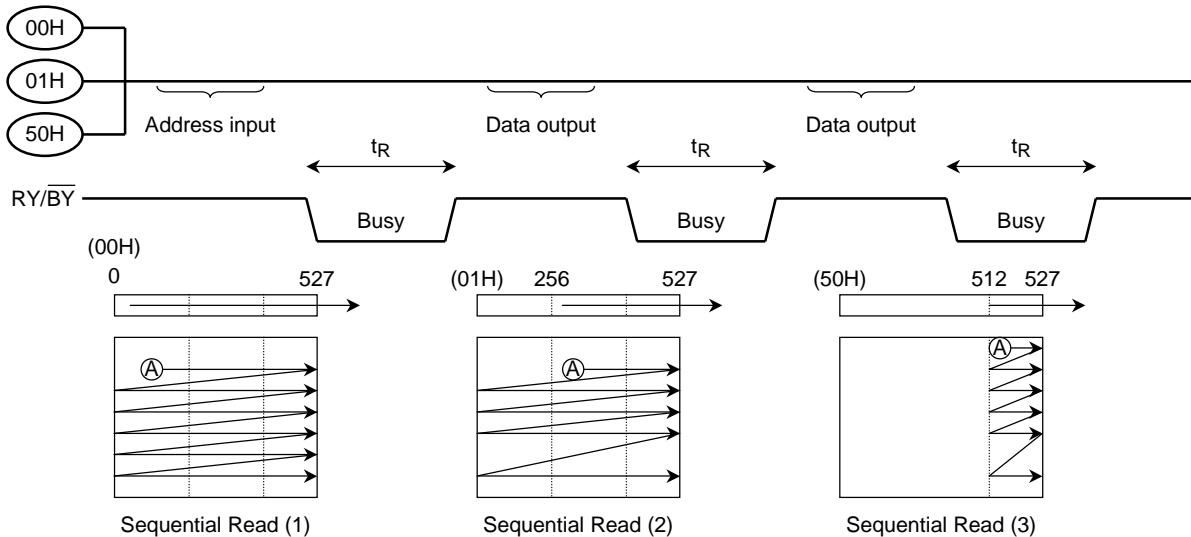 00H
01H
50H
Address input
Data output
Data output
tR
tR
tR
RY/BY
Busy
Busy
Busy
(00H)
0
527
(01H)
256
527
(50H)
512
527
A
A
A
Sequential Read (1)
Sequential Read (2)
Sequential Read (3)